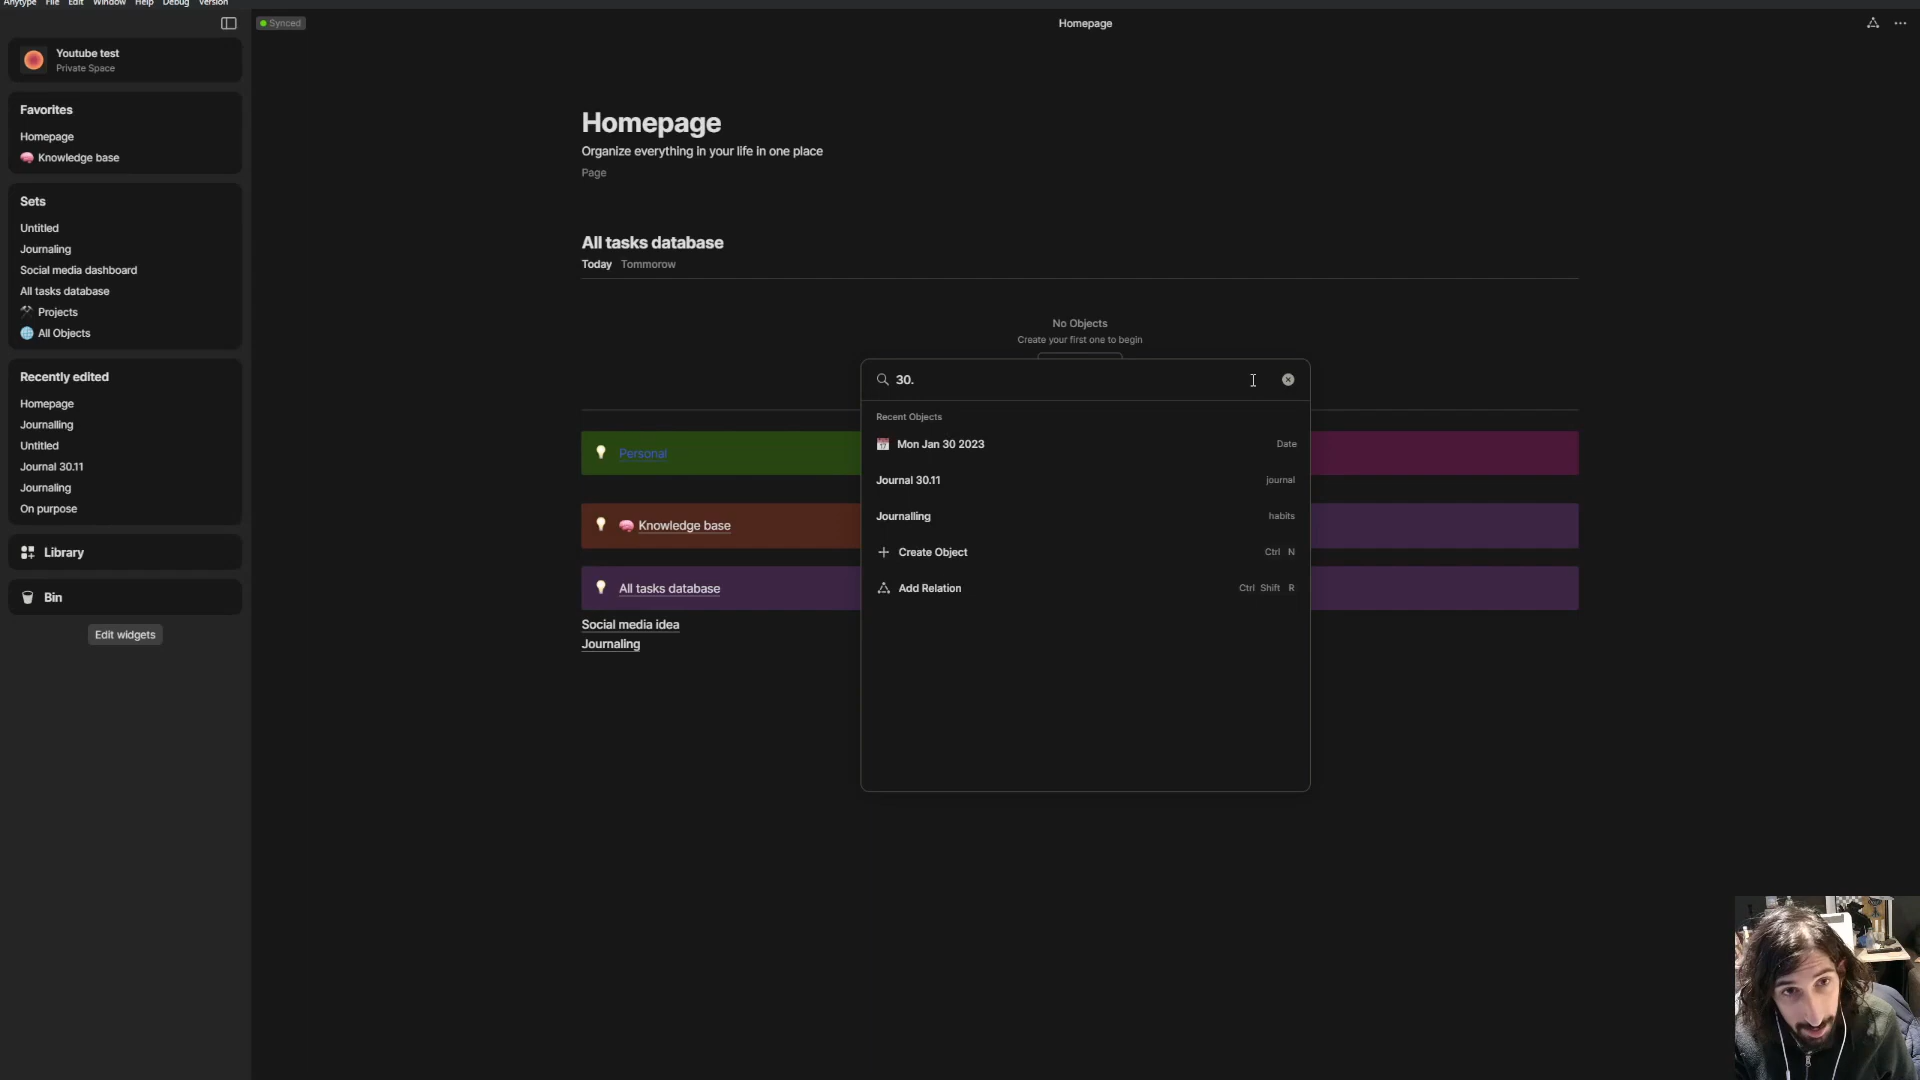 Anytype File Edit Window Help Debug Version
Synced
Homepage
Youtube test
Private Space
Favorites
Homepage
Knowledge base
Sets
Untitled
Journaling
Social media dashboard
All tasks database
Projects
All Objects
Recently edited
Homepage
Journalling
Untitled
Journal 30.11
Journaling
On purpose
Library
Bin
Edit widgets
Homepage
Organize everything in your life in one place
Page
All tasks database
Today Tommorow
No Objects
Create your first one to begin
Personal
Knowledge base
All tasks database
Social media idea
Journaling
30.
Recent Objects
Mon Jan 30 2023 Date
Journal 30.11 journal
Journalling habits
Create Object Ctrl N
Add Relation Ctrl Shift R